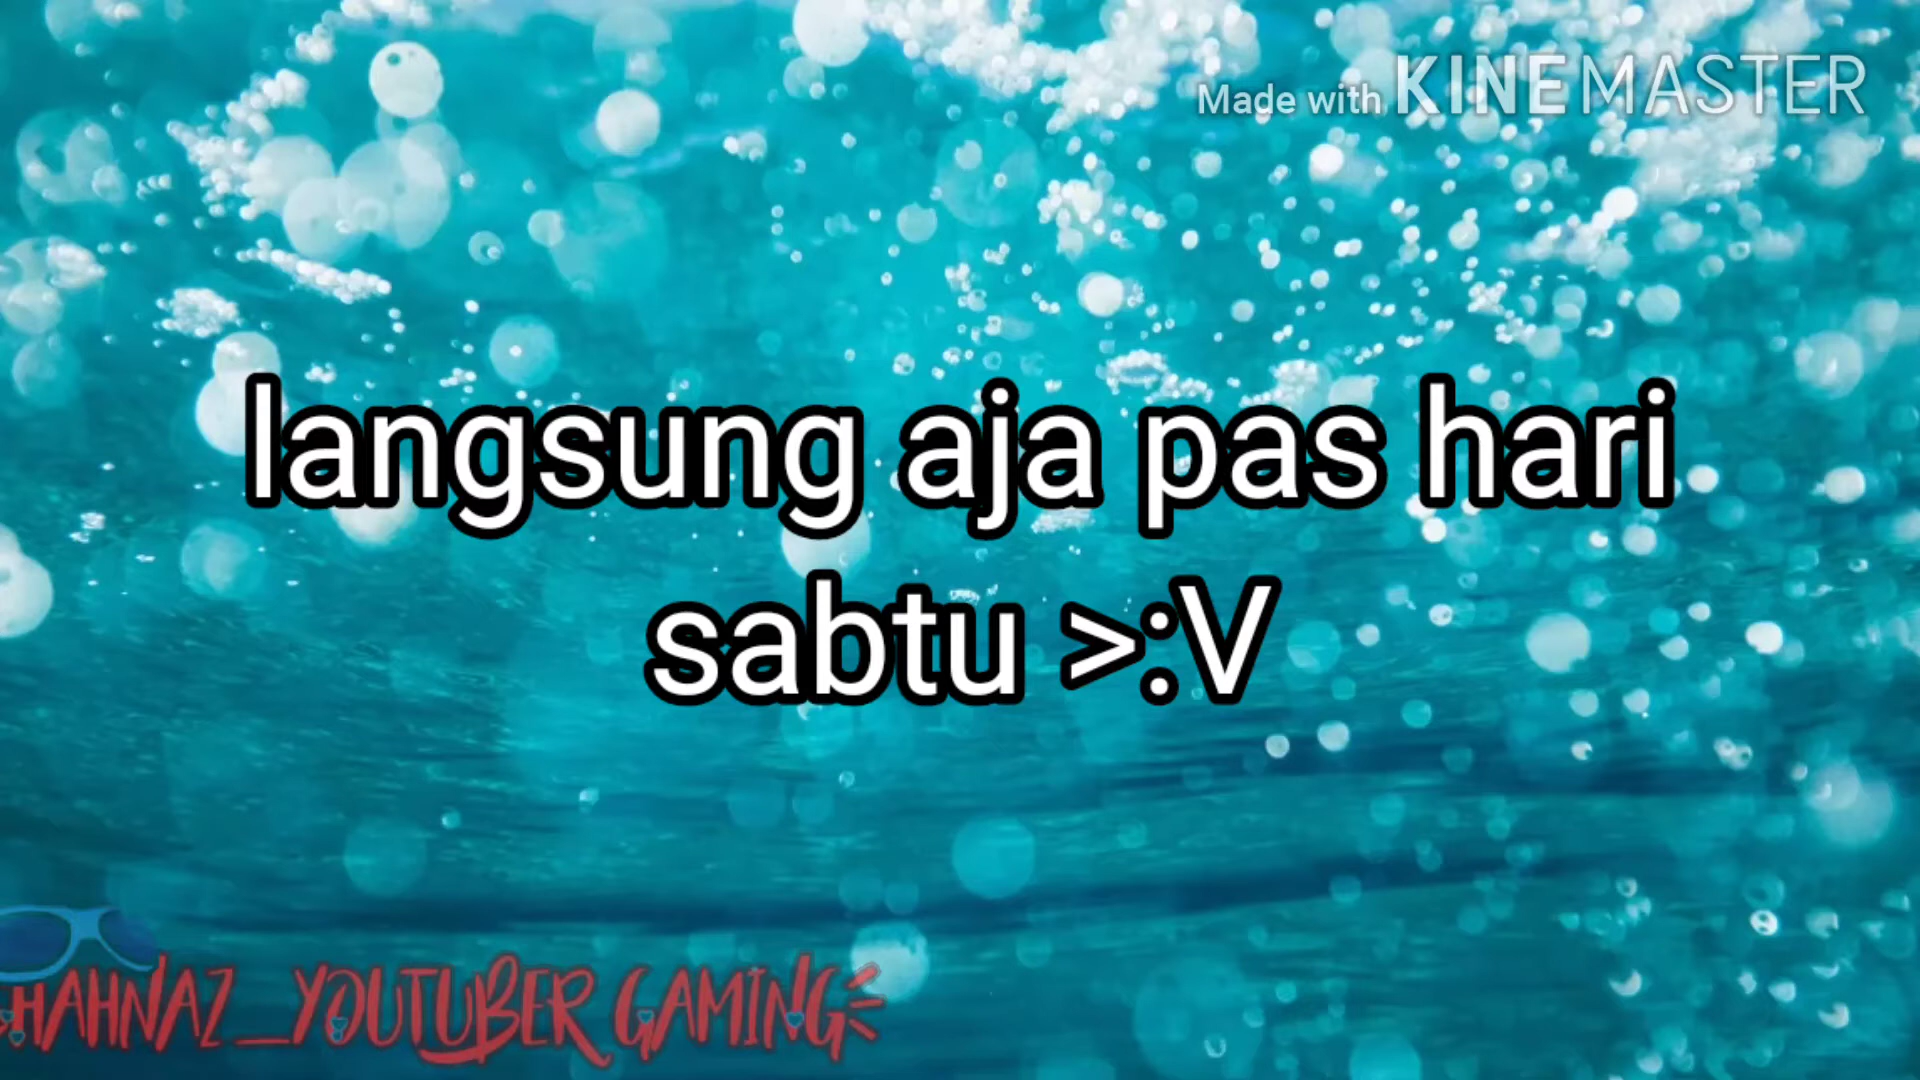 Made with KINEMASTER
langsung aja pas hari
sabtu >:V
HAHNAZ_YOUTUBER GAMING